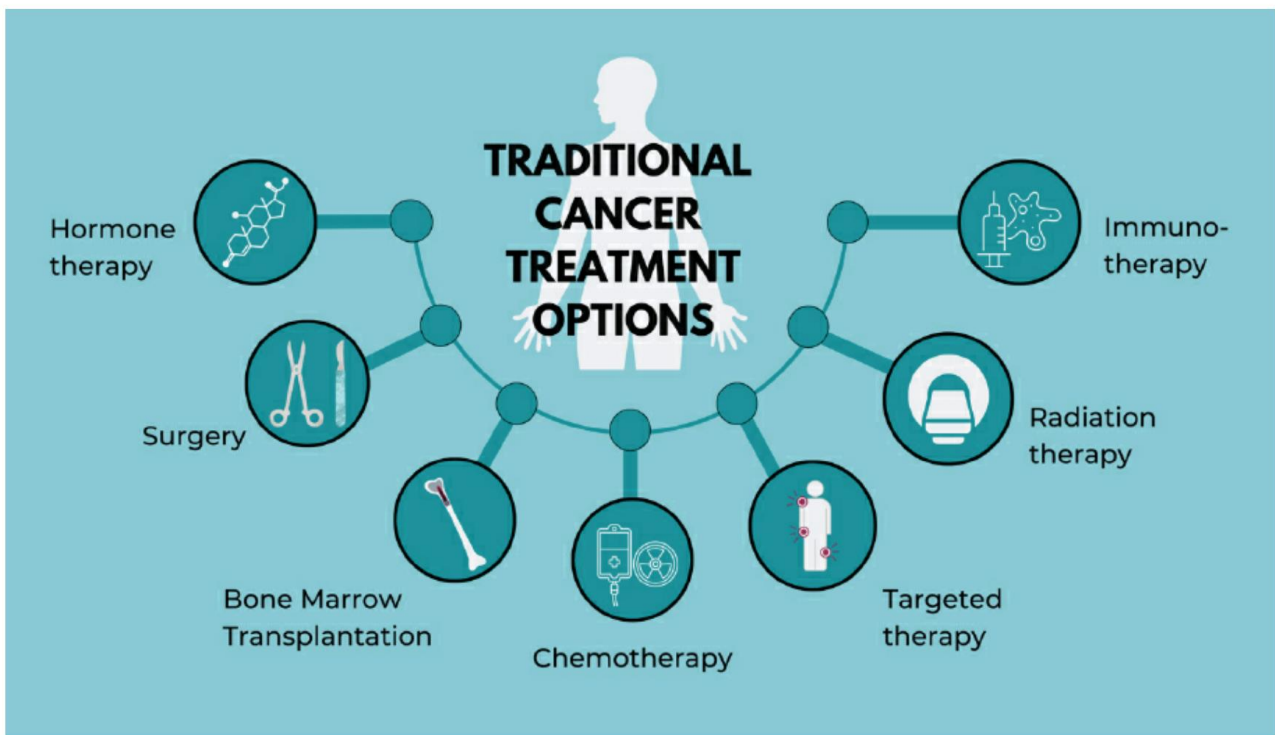 TRADITIONAL
CANCER
TREATMENT
OPTIONS
Hormone
therapy
Surgery
Bone Marrow
Transplantation
Chemotherapy
Targeted
therapy
Radiation
therapy
Immuno-
therapy